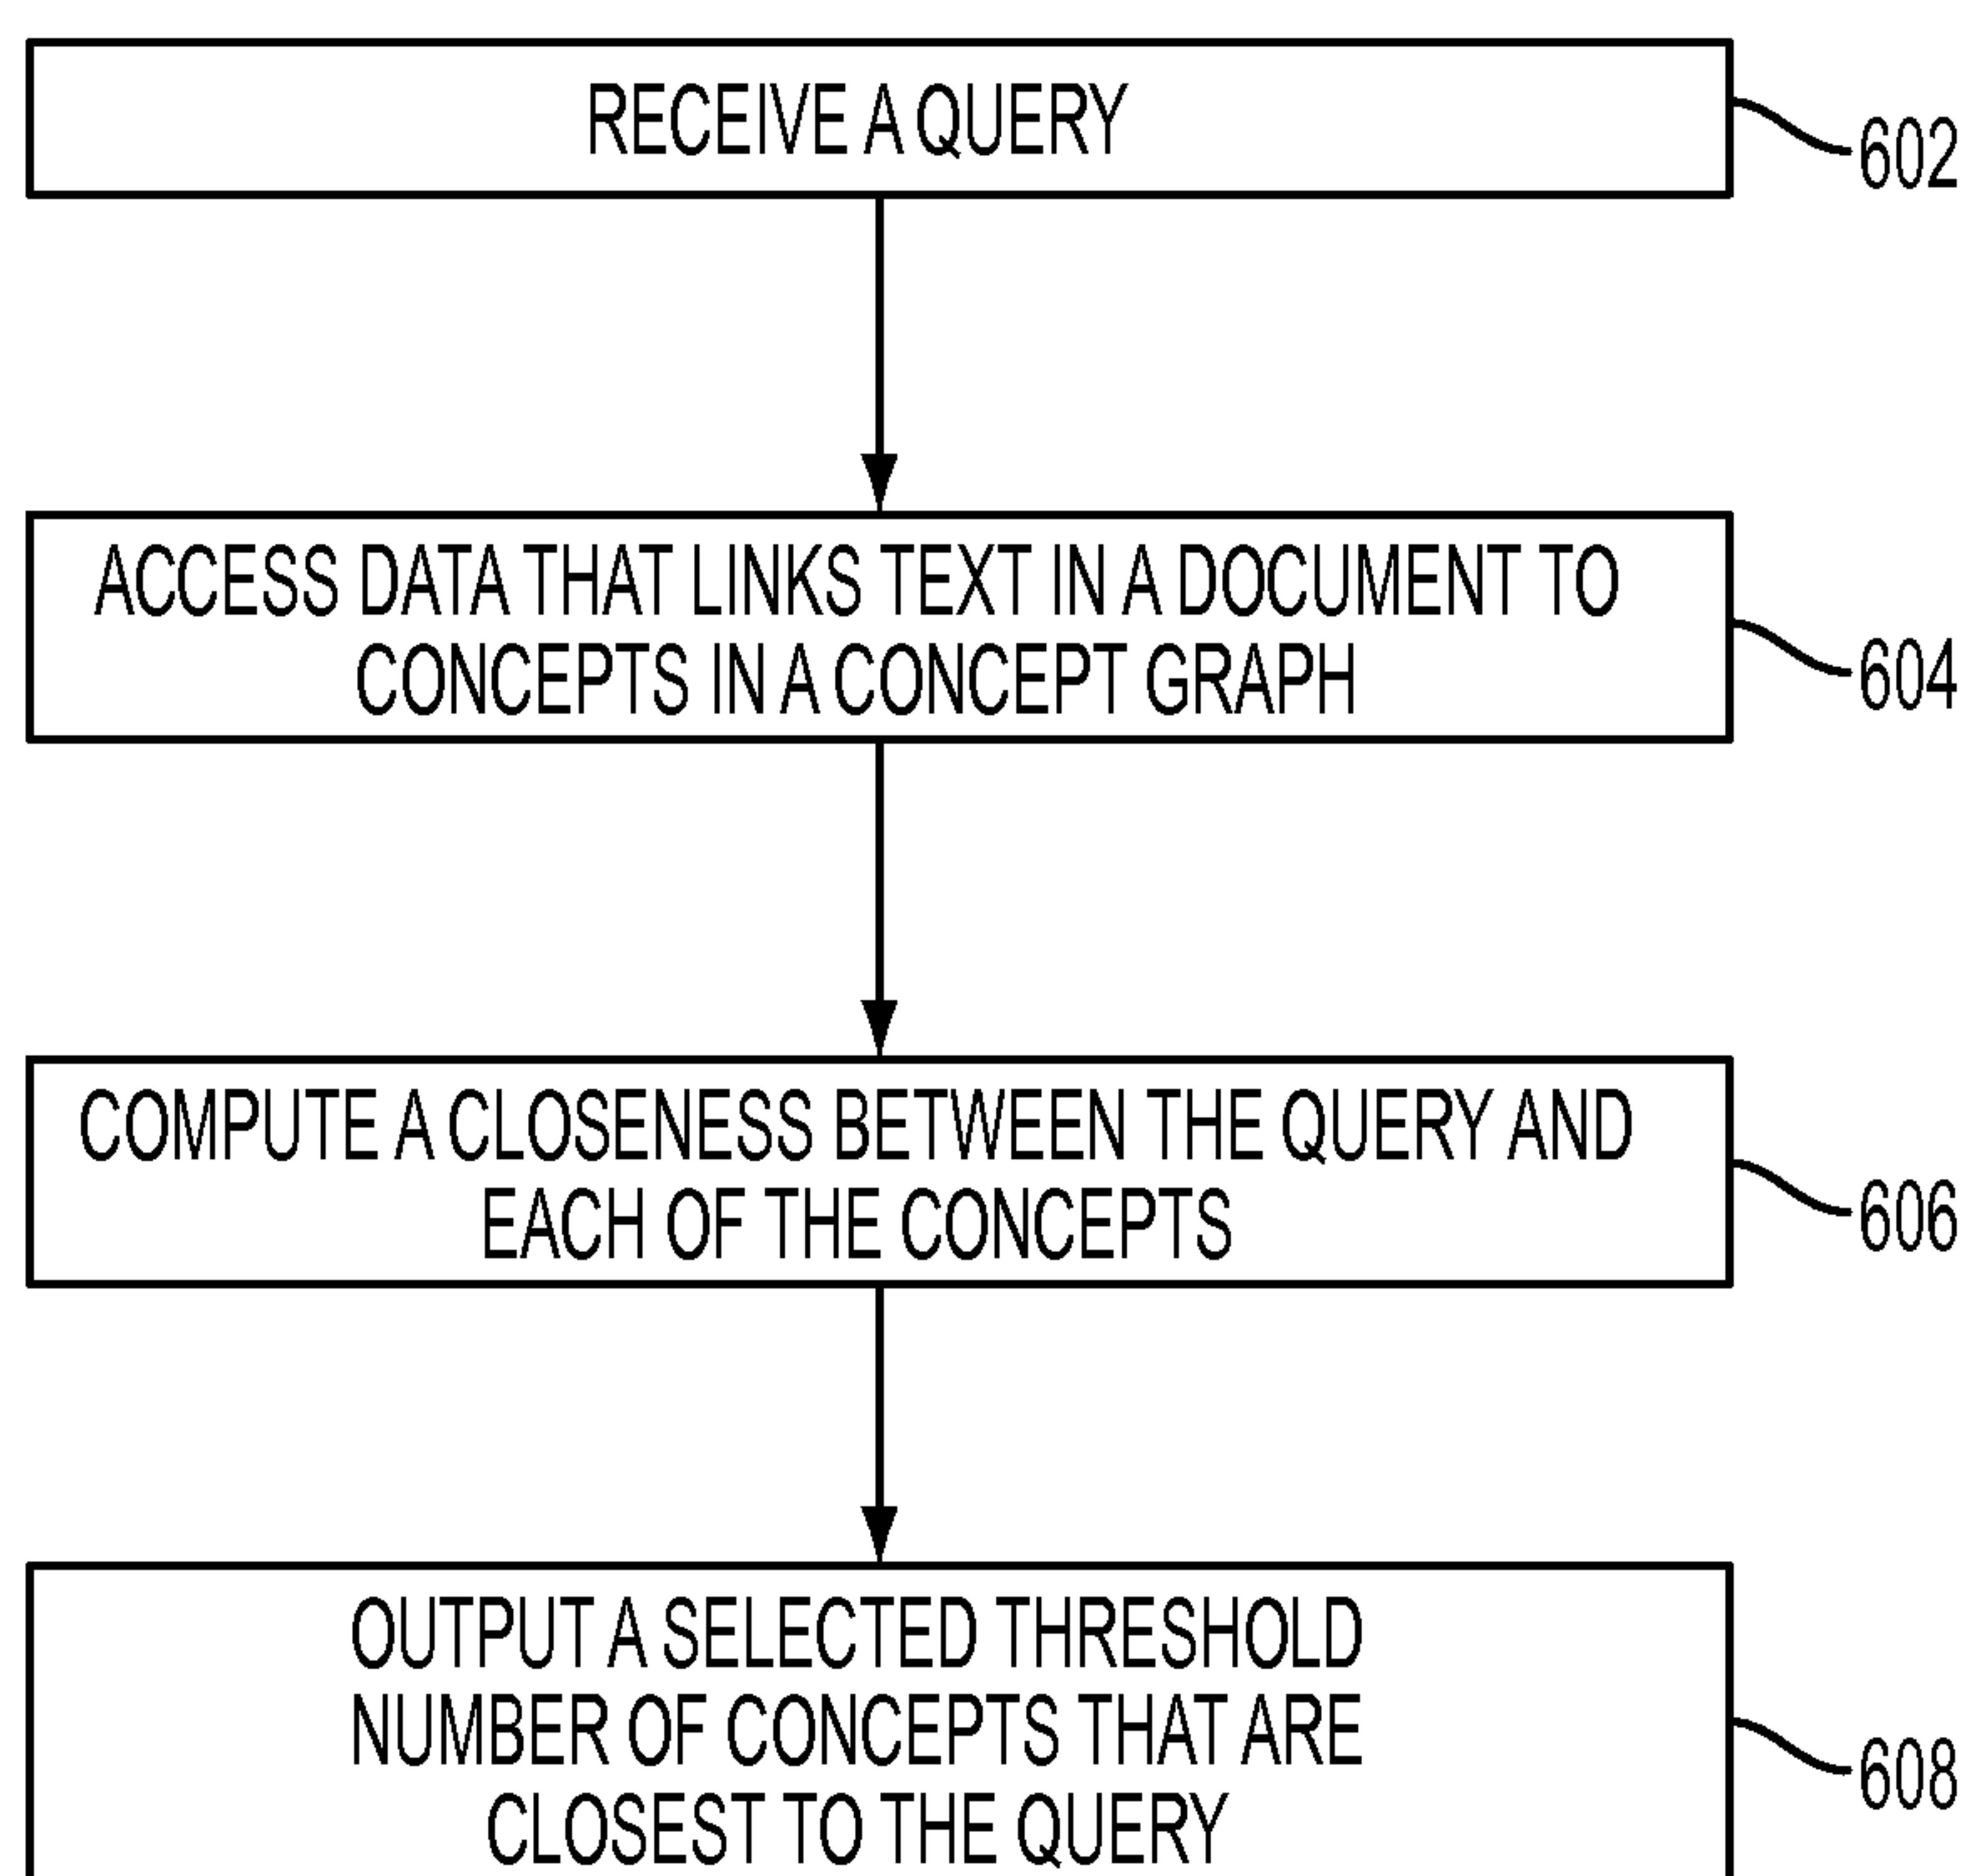 RECEIVE A QUERY
602
ACCESS DATA THAT LINKS TEXT IN A DOCUMENT TO
CONCEPTS IN A CONCEPT GRAPH
604
COMPUTE A CLOSENESS BETWEEN THE QUERY AND
EACH OF THE CONCEPTS
606
OUTPUT A SELECTED THRESHOLD
NUMBER OF CONCEPTS THAT ARE
CLOSEST TO THE QUERY
608